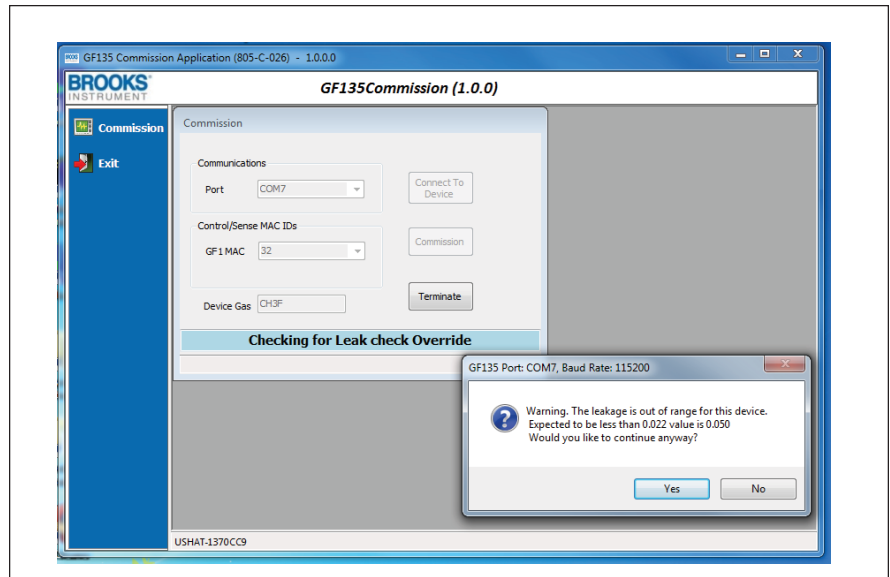 GF135 Commission Application (805-C-026) - 1.0.0.0
BROOKS
INSTRUMENT
GF135Commission (1.0.0)
Commission
Exit
Commission
Communications
Port
COM7
Connect To
Device
Control/Sense MAC IDs
GF1 MAC
32
Commission
Device Gas
CH3F
Terminate
Checking for Leak check Override
GF135 Port: COM7, Baud Rate: 115200
Warning. The leakage is out of range for this device.
Expected to be less than 0.022 value is 0.050
Would you like to continue anyway?
Yes
No
USHAT-1370CC9